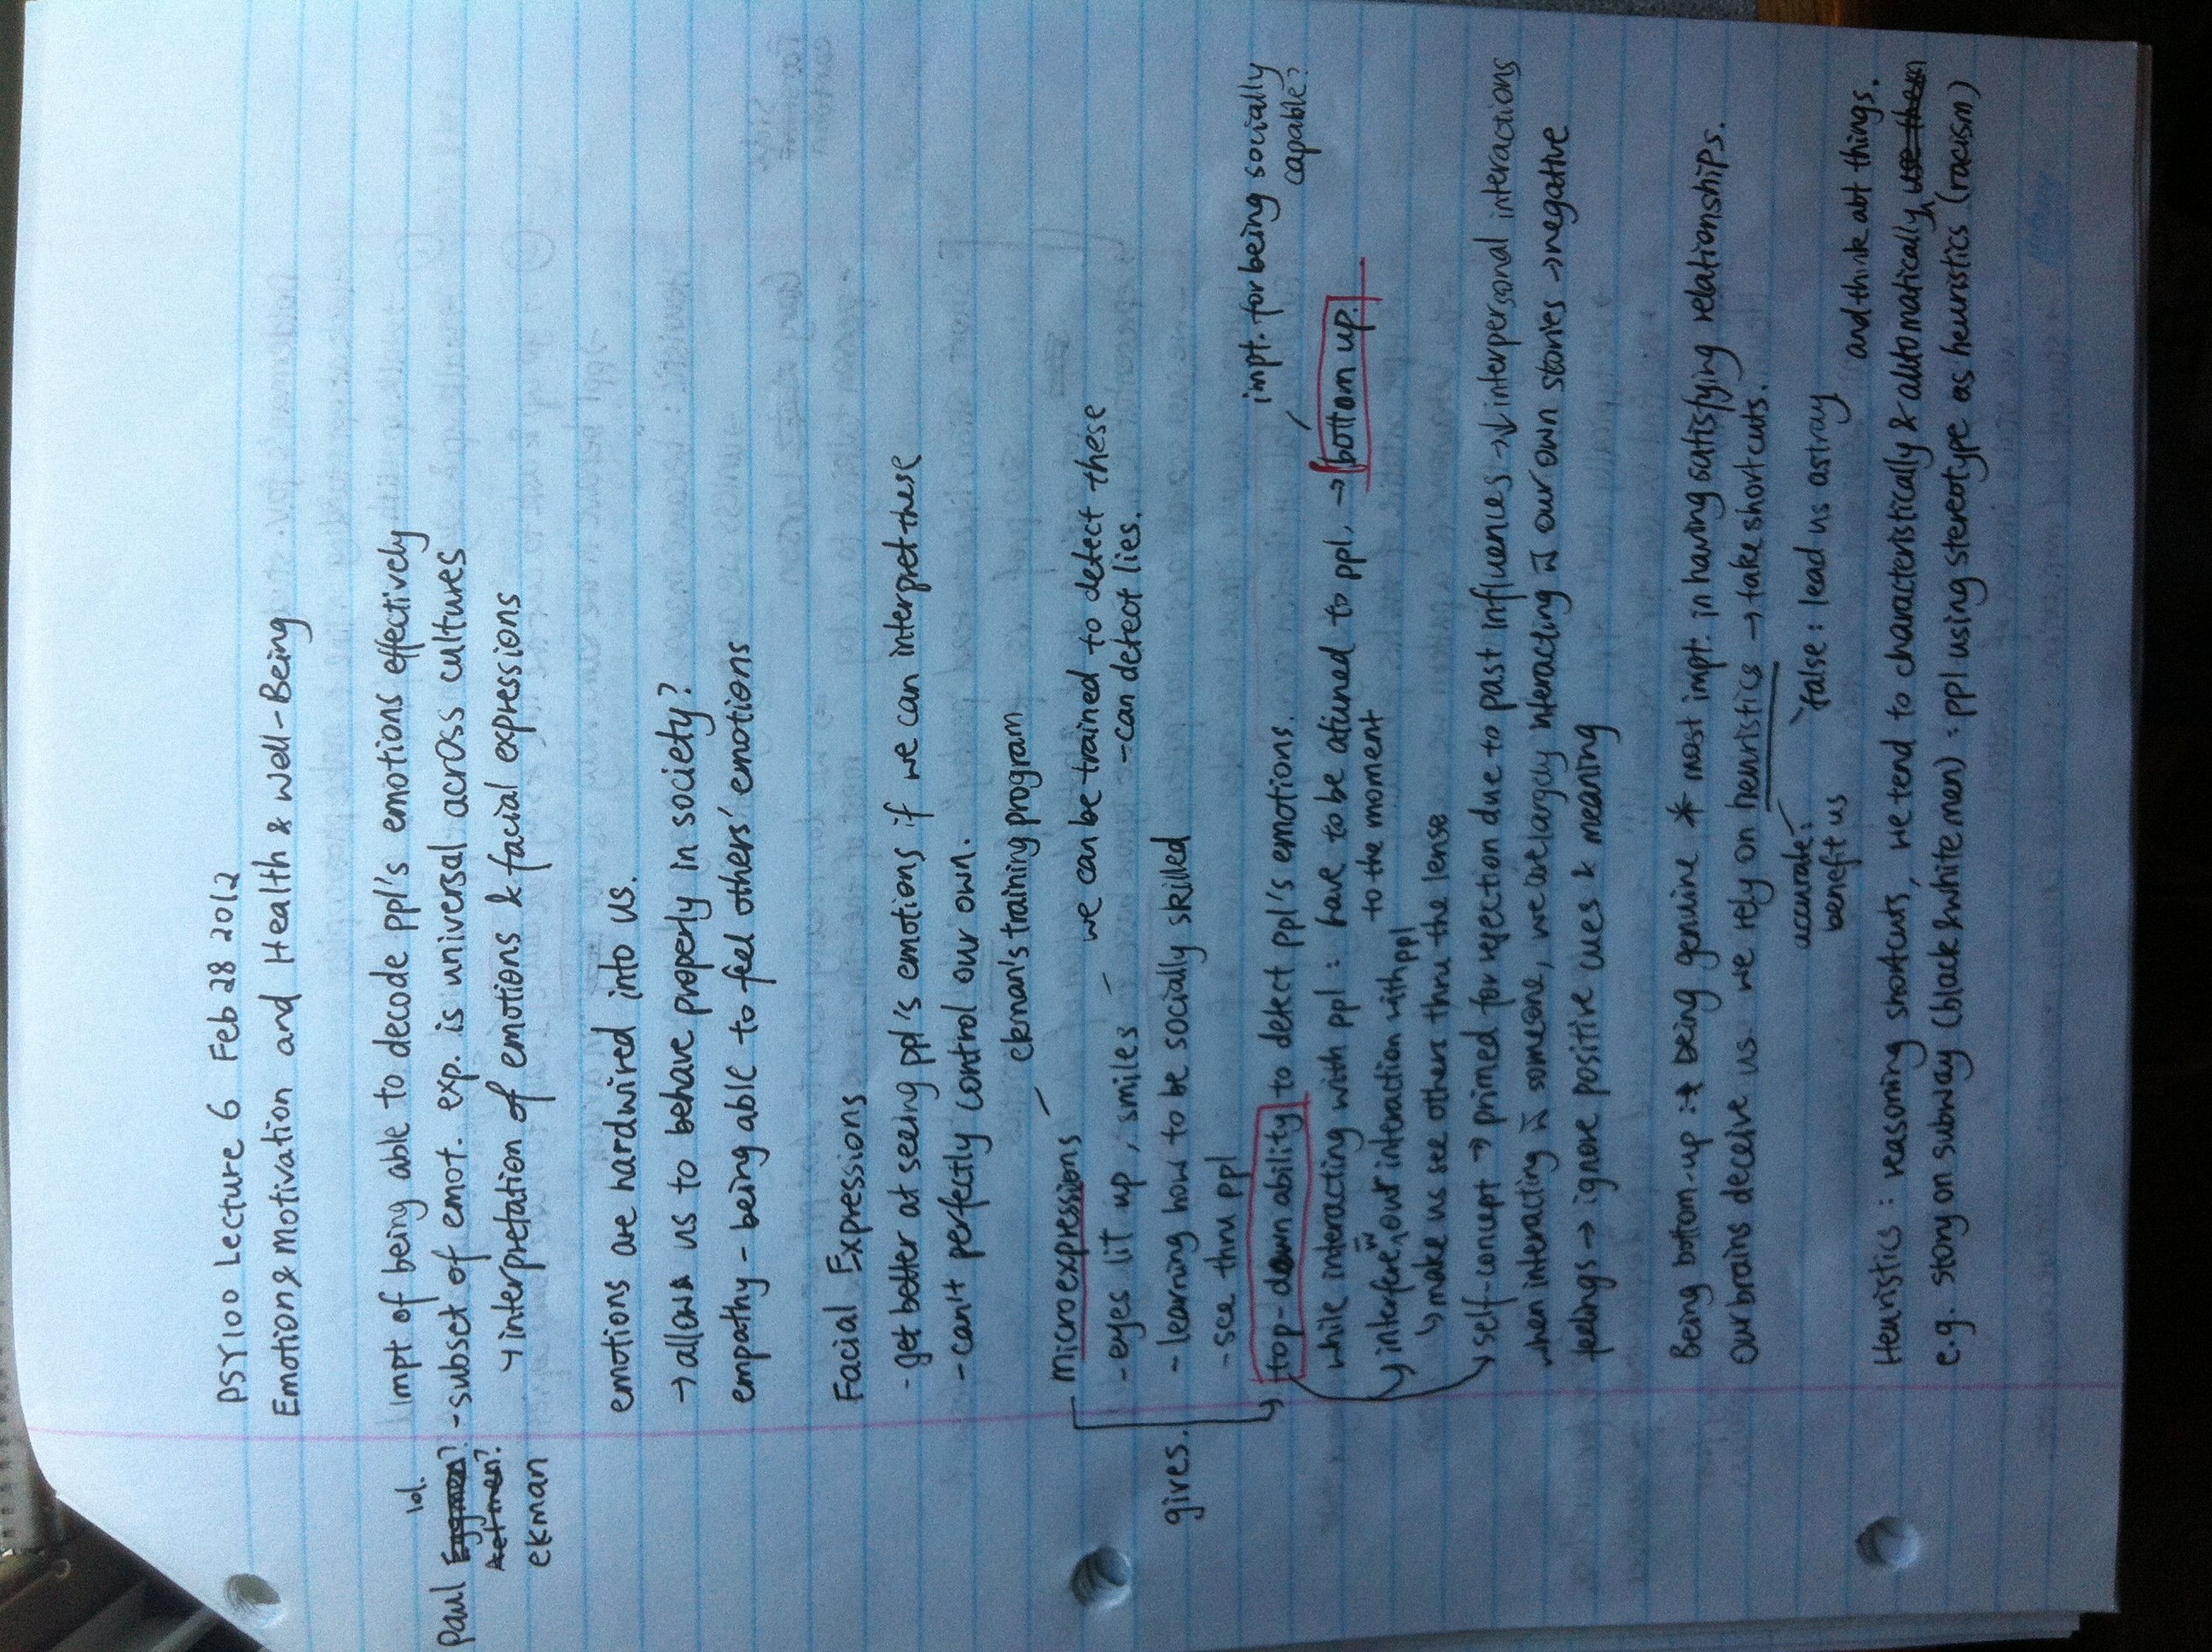 PSY100 Lecture 6 Feb 28 2012
Emotion & Motivation and Health & Well-Being
Impt of being able to decode ppl's emotions effectively
Paul Eggman? - subset of emot. exp. is universal across cultures
Id.
Actmen?
ekman
↳ interpretation of emotions & facial expressions
emotions are hardwired into us.
→ allows us to behave properly in society?
empathy - being able to feel others' emotions
Facial Expressions
- get better at seeing ppl's emotions if we can interpret these
- can't perfectly control our own.
ekman's training program
microexpressions
- eyes lit up, smiles - we can be trained to detect these
- can detect lies.
- learning how to be socially skilled
- see thru ppl
gives.
impt. for being socially
capable?
top-down ability to detect ppl's emotions.
while interacting with ppl: have to be attuned to ppl. → bottom up.
to the moment
↳ interfere w our interaction with ppl
↳ make us see others thru the lense
↳ self-concept → primed for rejection due to past influences → ↓ interpersonal interactions
when interacting w someone, we are largely interacting w our own stories → negative
feelings → ignore positive cues & meaning
Being bottom-up :→ being genuine * most impt. in having satisfying relationships.
Our brains deceive us. we rely on heuristics → take shortcuts.
accurate:
benefit us
false: lead us astray
and think abt things.
Heuristics: reasoning shortcuts, we tend to characteristically & automatically use them
e.g. story on subway (black & white men): ppl using stereotype as heuristics (racism)